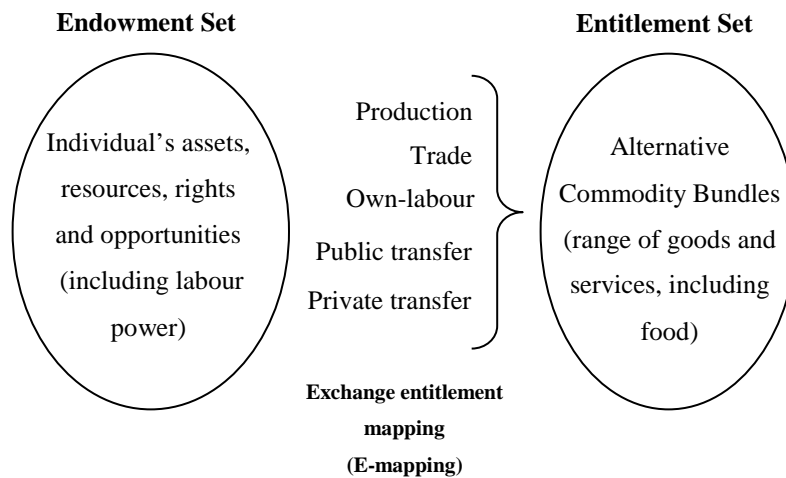 Endowment Set
Entitlement Set
Individual’s assets,
resources, rights
and opportunities
(including labour
power)
Production
Trade
Own-labour
Public transfer
Private transfer
Alternative
Commodity Bundles
(range of goods and
services, including
food)
Exchange entitlement
mapping
(E-mapping)